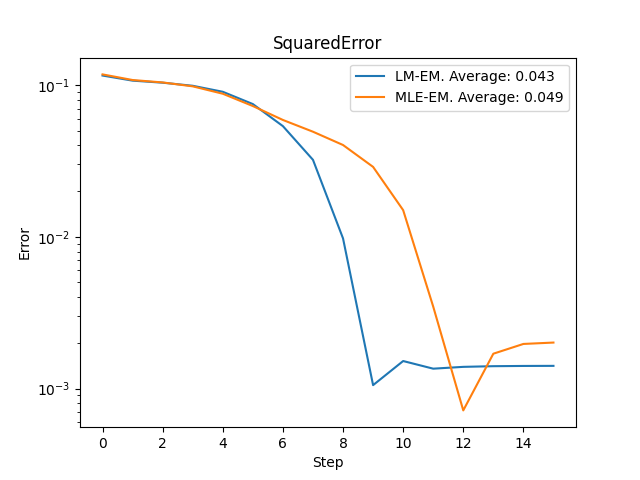 SquaredError
LM-EM. Average: 0.043
MLE-EM. Average: 0.049
Error
10⁻¹
10⁻²
10⁻³
0 2 4 6 8 10 12 14
Step